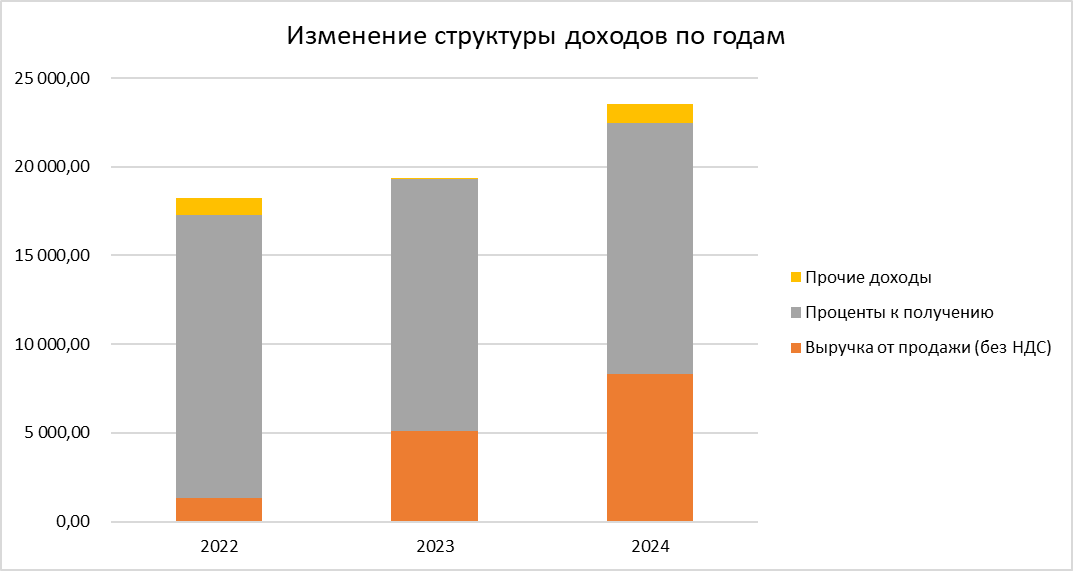 Изменение структуры доходов по годам
25 000,00
20 000,00
15 000,00
10 000,00
5 000,00
0,00
2022
2023
2024
Прочие доходы
Проценты к получению
Выручка от продажи (без НДС)